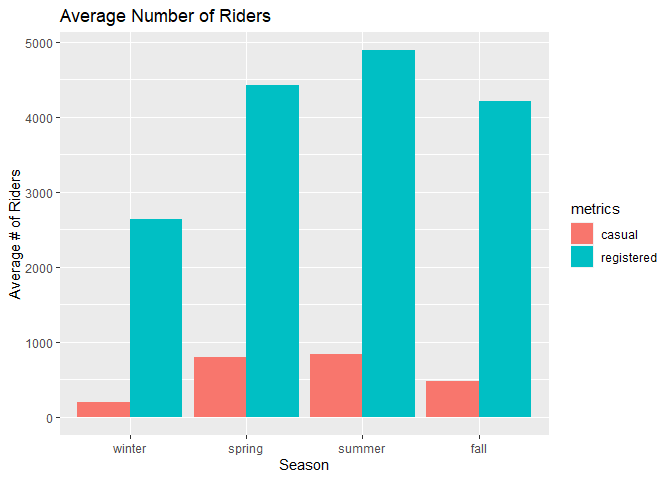 Average Number of Riders
5000
4000
3000
2000
1000
0
Average # of Riders
winter spring summer fall
Season
metrics
casual
registered